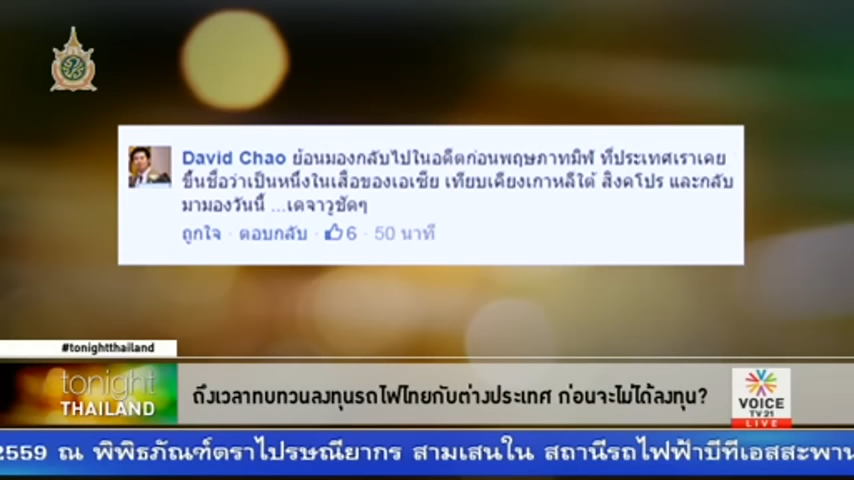 David Chao ย้อนมองกลับไปในอดีตก่อนพฤษภาทมิฬ ที่ประเทศเราเคย
ขึ้นชื่อว่าเป็นหนึ่งในเสือของเอเซีย เทียบเคียงเกาหลีใต้ สิงคโปร และกลับ
มามองวันนี้ ...เดจาวูชัดๆ
ถูกใจ · ตอบกลับ · 6 · 50 นาที
#tonightthailand
tonight
THAILAND
ถึงเวลาทบทวนลงทุนรถไฟไทยกับต่างประเทศ ก่อนจะไม่ได้ลงทุน?
VOICE
TV 21
LIVE
2559 ณ พิพิธภัณฑ์ตราไปรษณียากร สามเสนใน สถานีรถไฟฟ้าบีทีเอสสะพาน